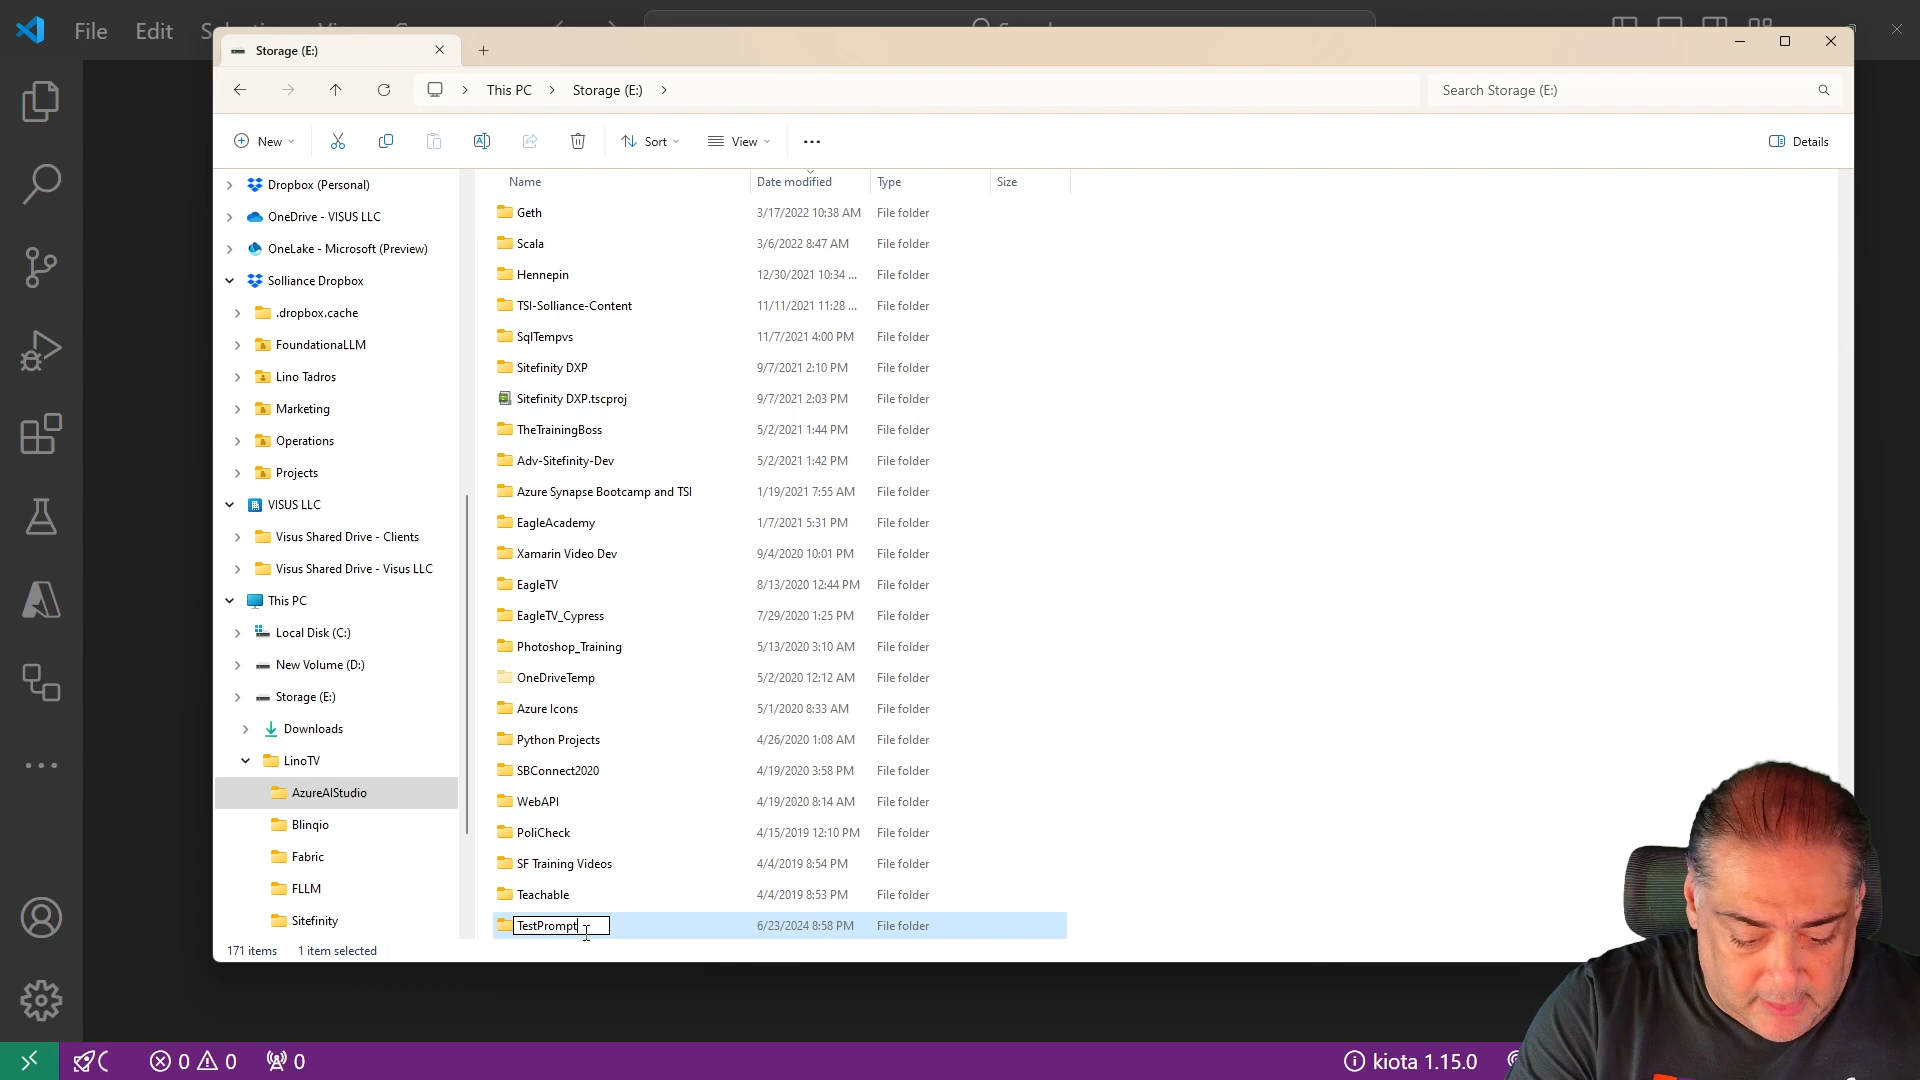 File
Edit
Storage (E:)
This PC
Storage (E:)
Search Storage (E:)
New
Sort
View
Details
Name
Date modified
Type
Size
Dropbox (Personal)
OneDrive - VISUS LLC
OneLake - Microsoft (Preview)
Solliance Dropbox
.dropbox.cache
FoundationaLLM
Lino Tadros
Marketing
Operations
Projects
VISUS LLC
Visus Shared Drive - Clients
Visus Shared Drive - Visus LLC
This PC
Local Disk (C:)
New Volume (D:)
Storage (E:)
Downloads
LinoTV
AzureAIStudio
Blinqio
Fabric
FLLM
Sitefinity
Geth 3/17/2022 10:38 AM File folder
Scala 3/6/2022 8:47 AM File folder
Hennepin 12/30/2021 10:34 ... File folder
TSI-Solliance-Content 11/11/2021 11:28 ... File folder
SqlTempvs 11/7/2021 4:00 PM File folder
Sitefinity DXP 9/7/2021 2:10 PM File folder
Sitefinity DXP.tscproj 9/7/2021 2:03 PM File folder
TheTrainingBoss 5/2/2021 1:44 PM File folder
Adv-Sitefinity-Dev 5/2/2021 1:42 PM File folder
Azure Synapse Bootcamp and TSI 1/19/2021 7:55 AM File folder
EagleAcademy 1/7/2021 5:31 PM File folder
Xamarin Video Dev 9/4/2020 10:01 PM File folder
EagleTV 8/13/2020 12:44 PM File folder
EagleTV_Cypress 7/29/2020 1:25 PM File folder
Photoshop_Training 5/13/2020 3:10 AM File folder
OneDriveTemp 5/2/2020 12:12 AM File folder
Azure Icons 5/1/2020 8:33 AM File folder
Python Projects 4/26/2020 1:08 AM File folder
SBConnect2020 4/19/2020 3:58 PM File folder
WebAPI 4/19/2020 8:14 AM File folder
PoliCheck 4/15/2019 12:10 PM File folder
SF Training Videos 4/4/2019 8:54 PM File folder
Teachable 4/4/2019 8:53 PM File folder
TestPrompt 6/23/2024 8:58 PM File folder
171 items 1 item selected
0 0 0
kiota 1.15.0